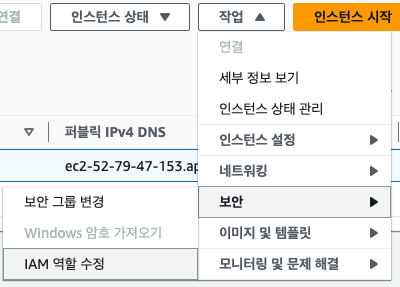 연결
인스턴스 상태
작업
인스턴스 시작
연결
세부 정보 보기
인스턴스 상태 관리
퍼블릭 IPv4 DNS
인스턴스 설정
ec2-52-79-47-153.ap
네트워킹
보안 그룹 변경
보안
Windows 암호 가져오기
이미지 및 템플릿
IAM 역할 수정
모니터링 및 문제 해결